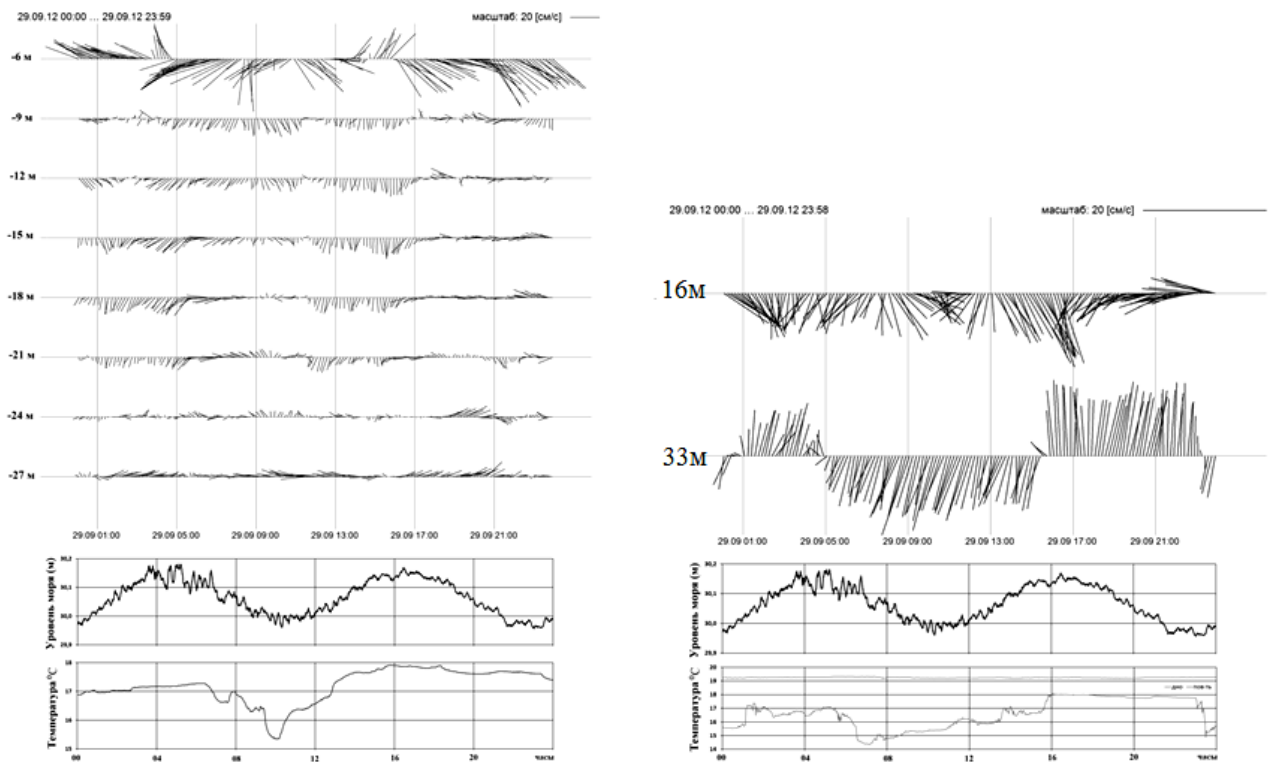 29.09.12 00:00 ... 29.09.12 23:59
масштаб: 20 [см/с]
-6 м
-9 м
-12 м
-15 м
-18 м
-21 м
-24 м
-27 м
29.09 01:00 29.09 05:00 29.09 09:00 29.09 13:00 29.09 17:00 29.09 21:00
Уровень моря (м)
30,2
30,1
30,0
29,9
Температура °C
18
17
16
15
00 04 08 12 16 20 часы
29.09.12 00:00 ... 29.09.12 23:58
масштаб: 20 [см/с]
16м
33м
29.09 01:00 29.09 05:00 29.09 09:00 29.09 13:00 29.09 17:00 29.09 21:00
Уровень моря (м)
30,2
30,1
30,0
29,9
Температура °C
20
19
18
17
16
15
14
дно пов-ть
00 04 08 12 16 20 часы